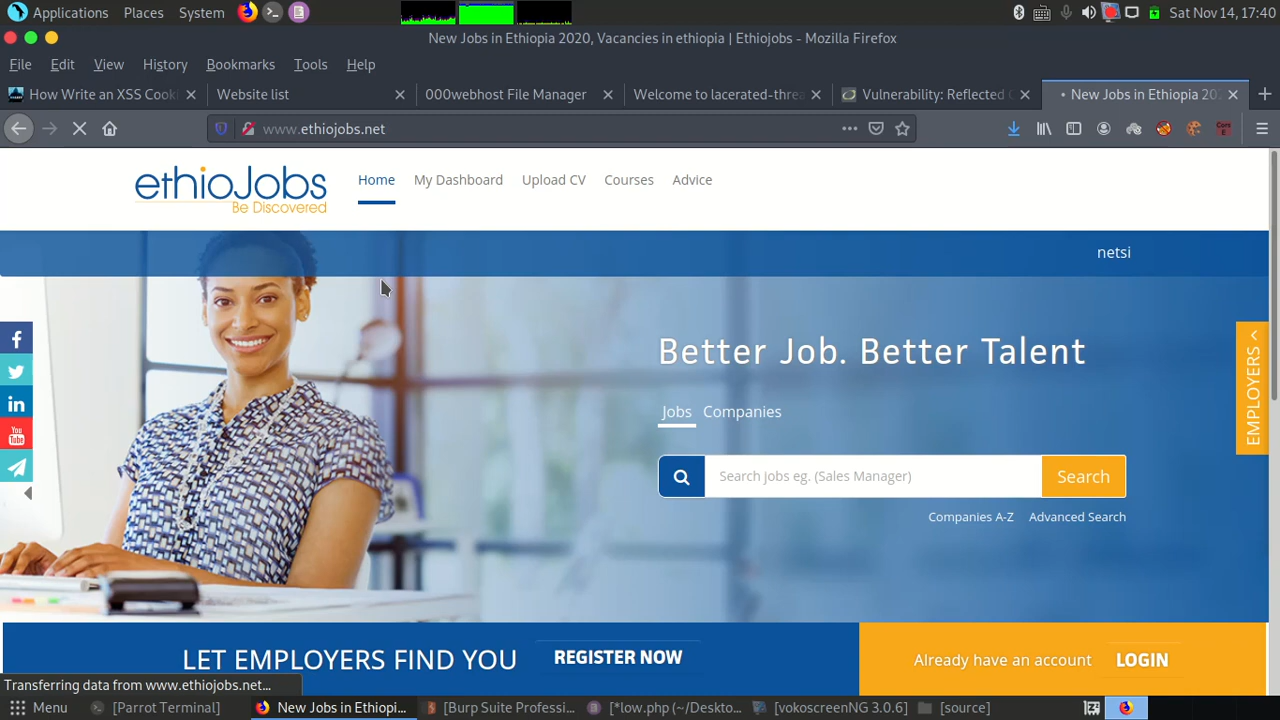 Applications Places System Sat Nov 14, 17:40
New Jobs in Ethiopia 2020, Vacancies in ethiopia | Ethiojobs - Mozilla Firefox
File Edit View History Bookmarks Tools Help
How Write an XSS Cooki Website list 000webhost File Manager Welcome to lacerated-threa Vulnerability: Reflected New Jobs in Ethiopia 202
www.ethiojobs.net
ethioJobs
Be Discovered
Home My Dashboard Upload CV Courses Advice
netsi
Better Job. Better Talent
Jobs Companies
Search jobs eg. (Sales Manager) Search
Companies A-Z Advanced Search
EMPLOYERS
LET EMPLOYERS FIND YOU REGISTER NOW
Already have an account LOGIN
Transferring data from www.ethiojobs.net...
Menu [Parrot Terminal] New Jobs in Ethiopi... [Burp Suite Professi... [*low.php (~/Deskto... [vokoscreenNG 3.0.6] [source]